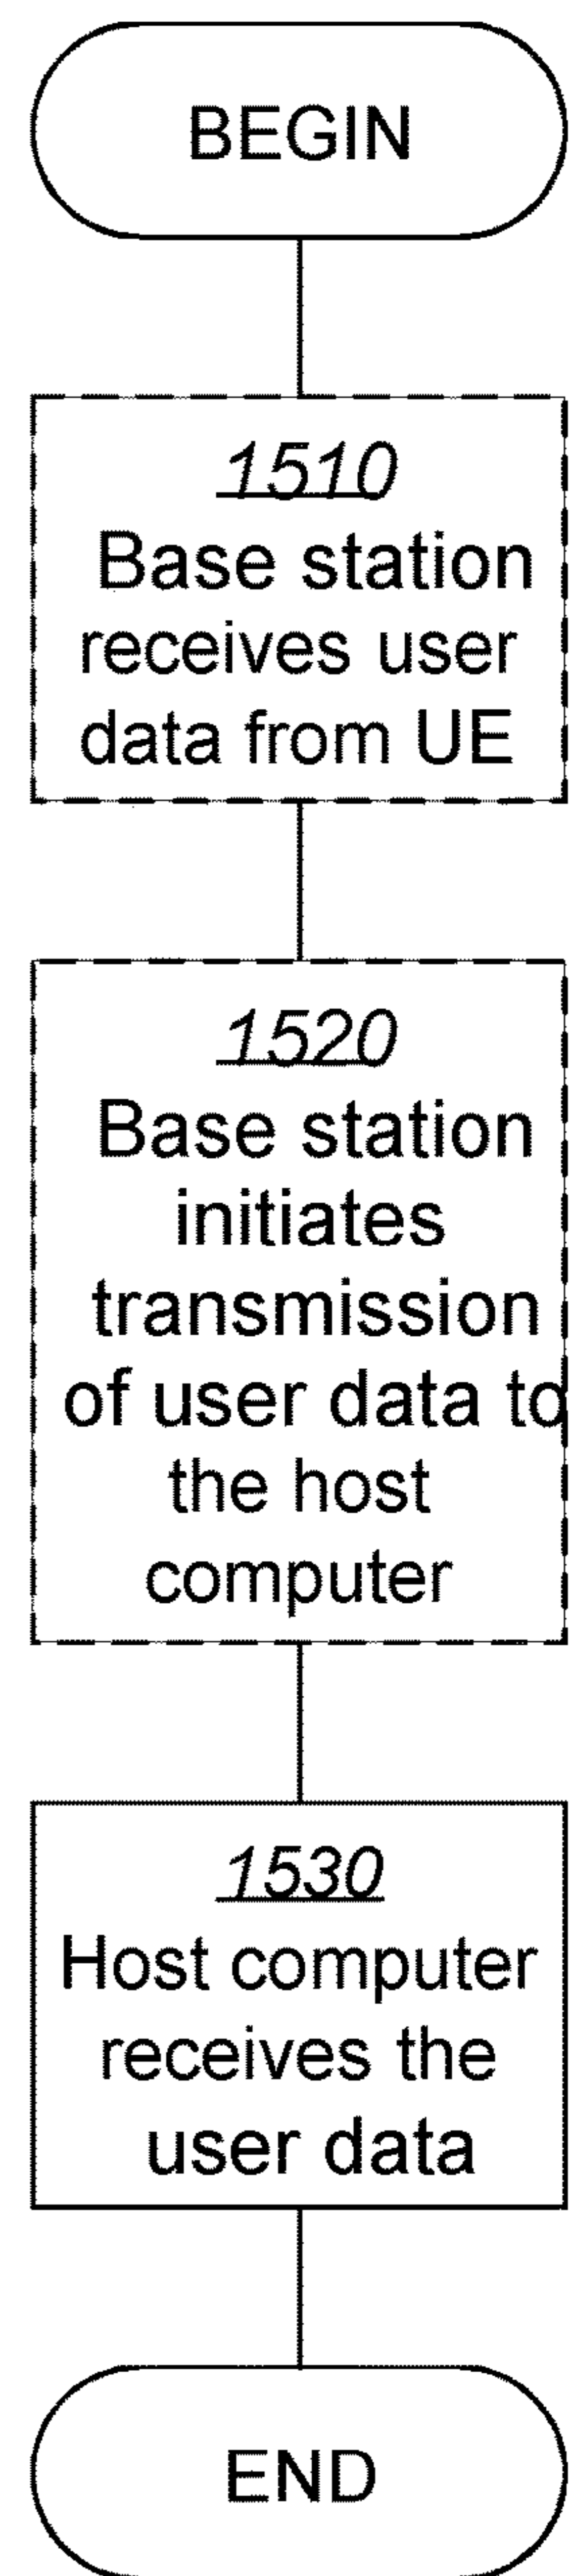 BEGIN
1510
Base station
receives user
data from UE
1520
Base station
initiates
transmission
of user data to
the host
computer
1530
Host computer
receives the
user data
END